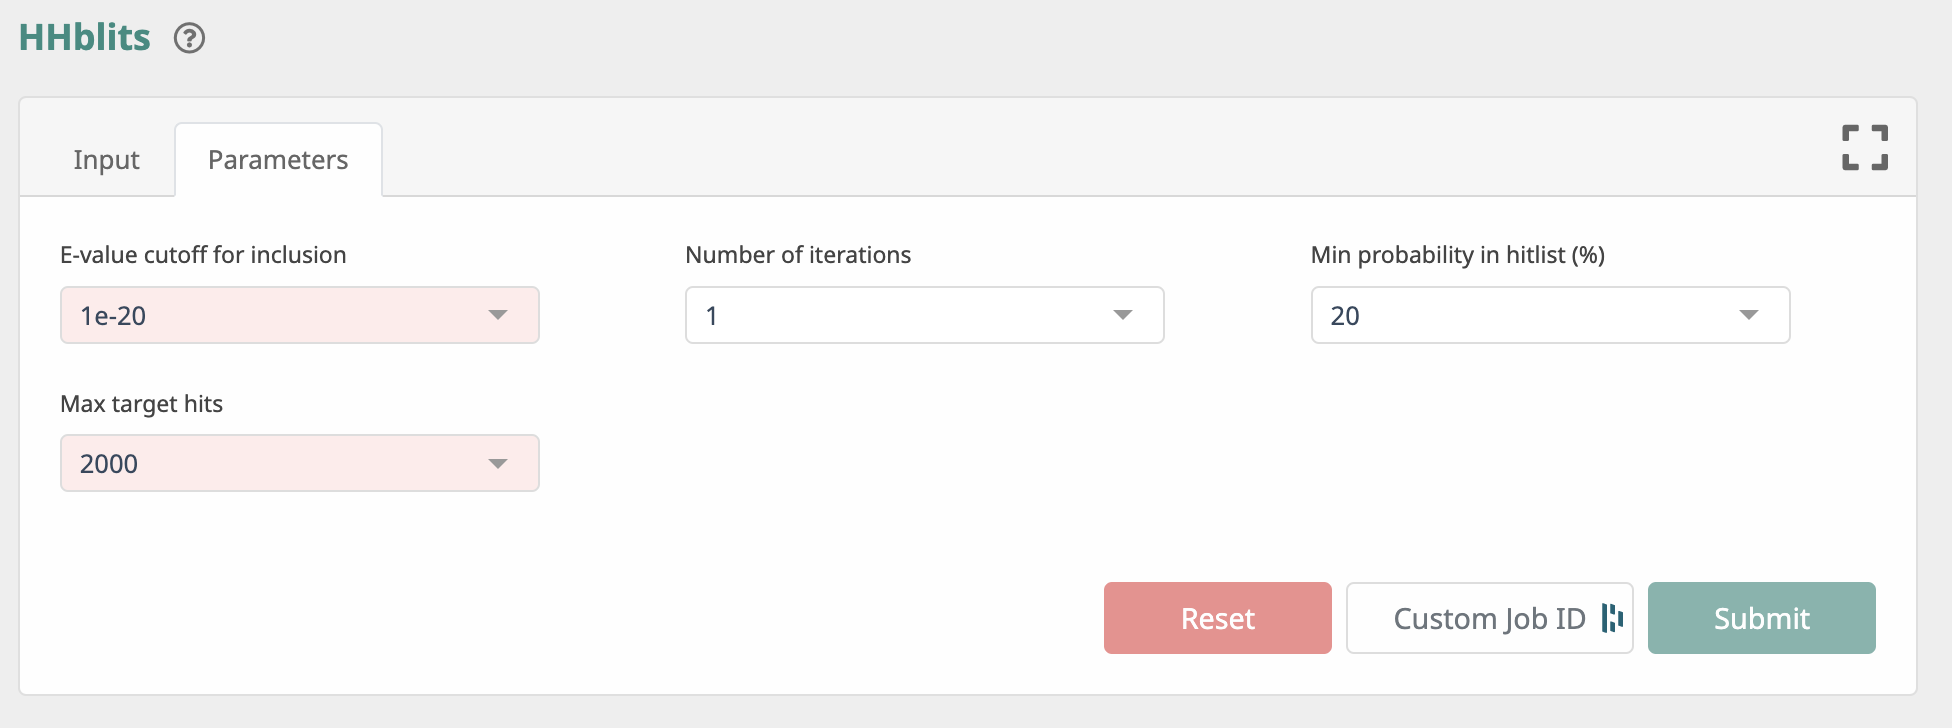 HHblits ?
Input Parameters
E-value cutoff for inclusion Number of iterations Min probability in hitlist (%)
1e-20 1 20
Max target hits
2000
Reset Custom Job ID Submit